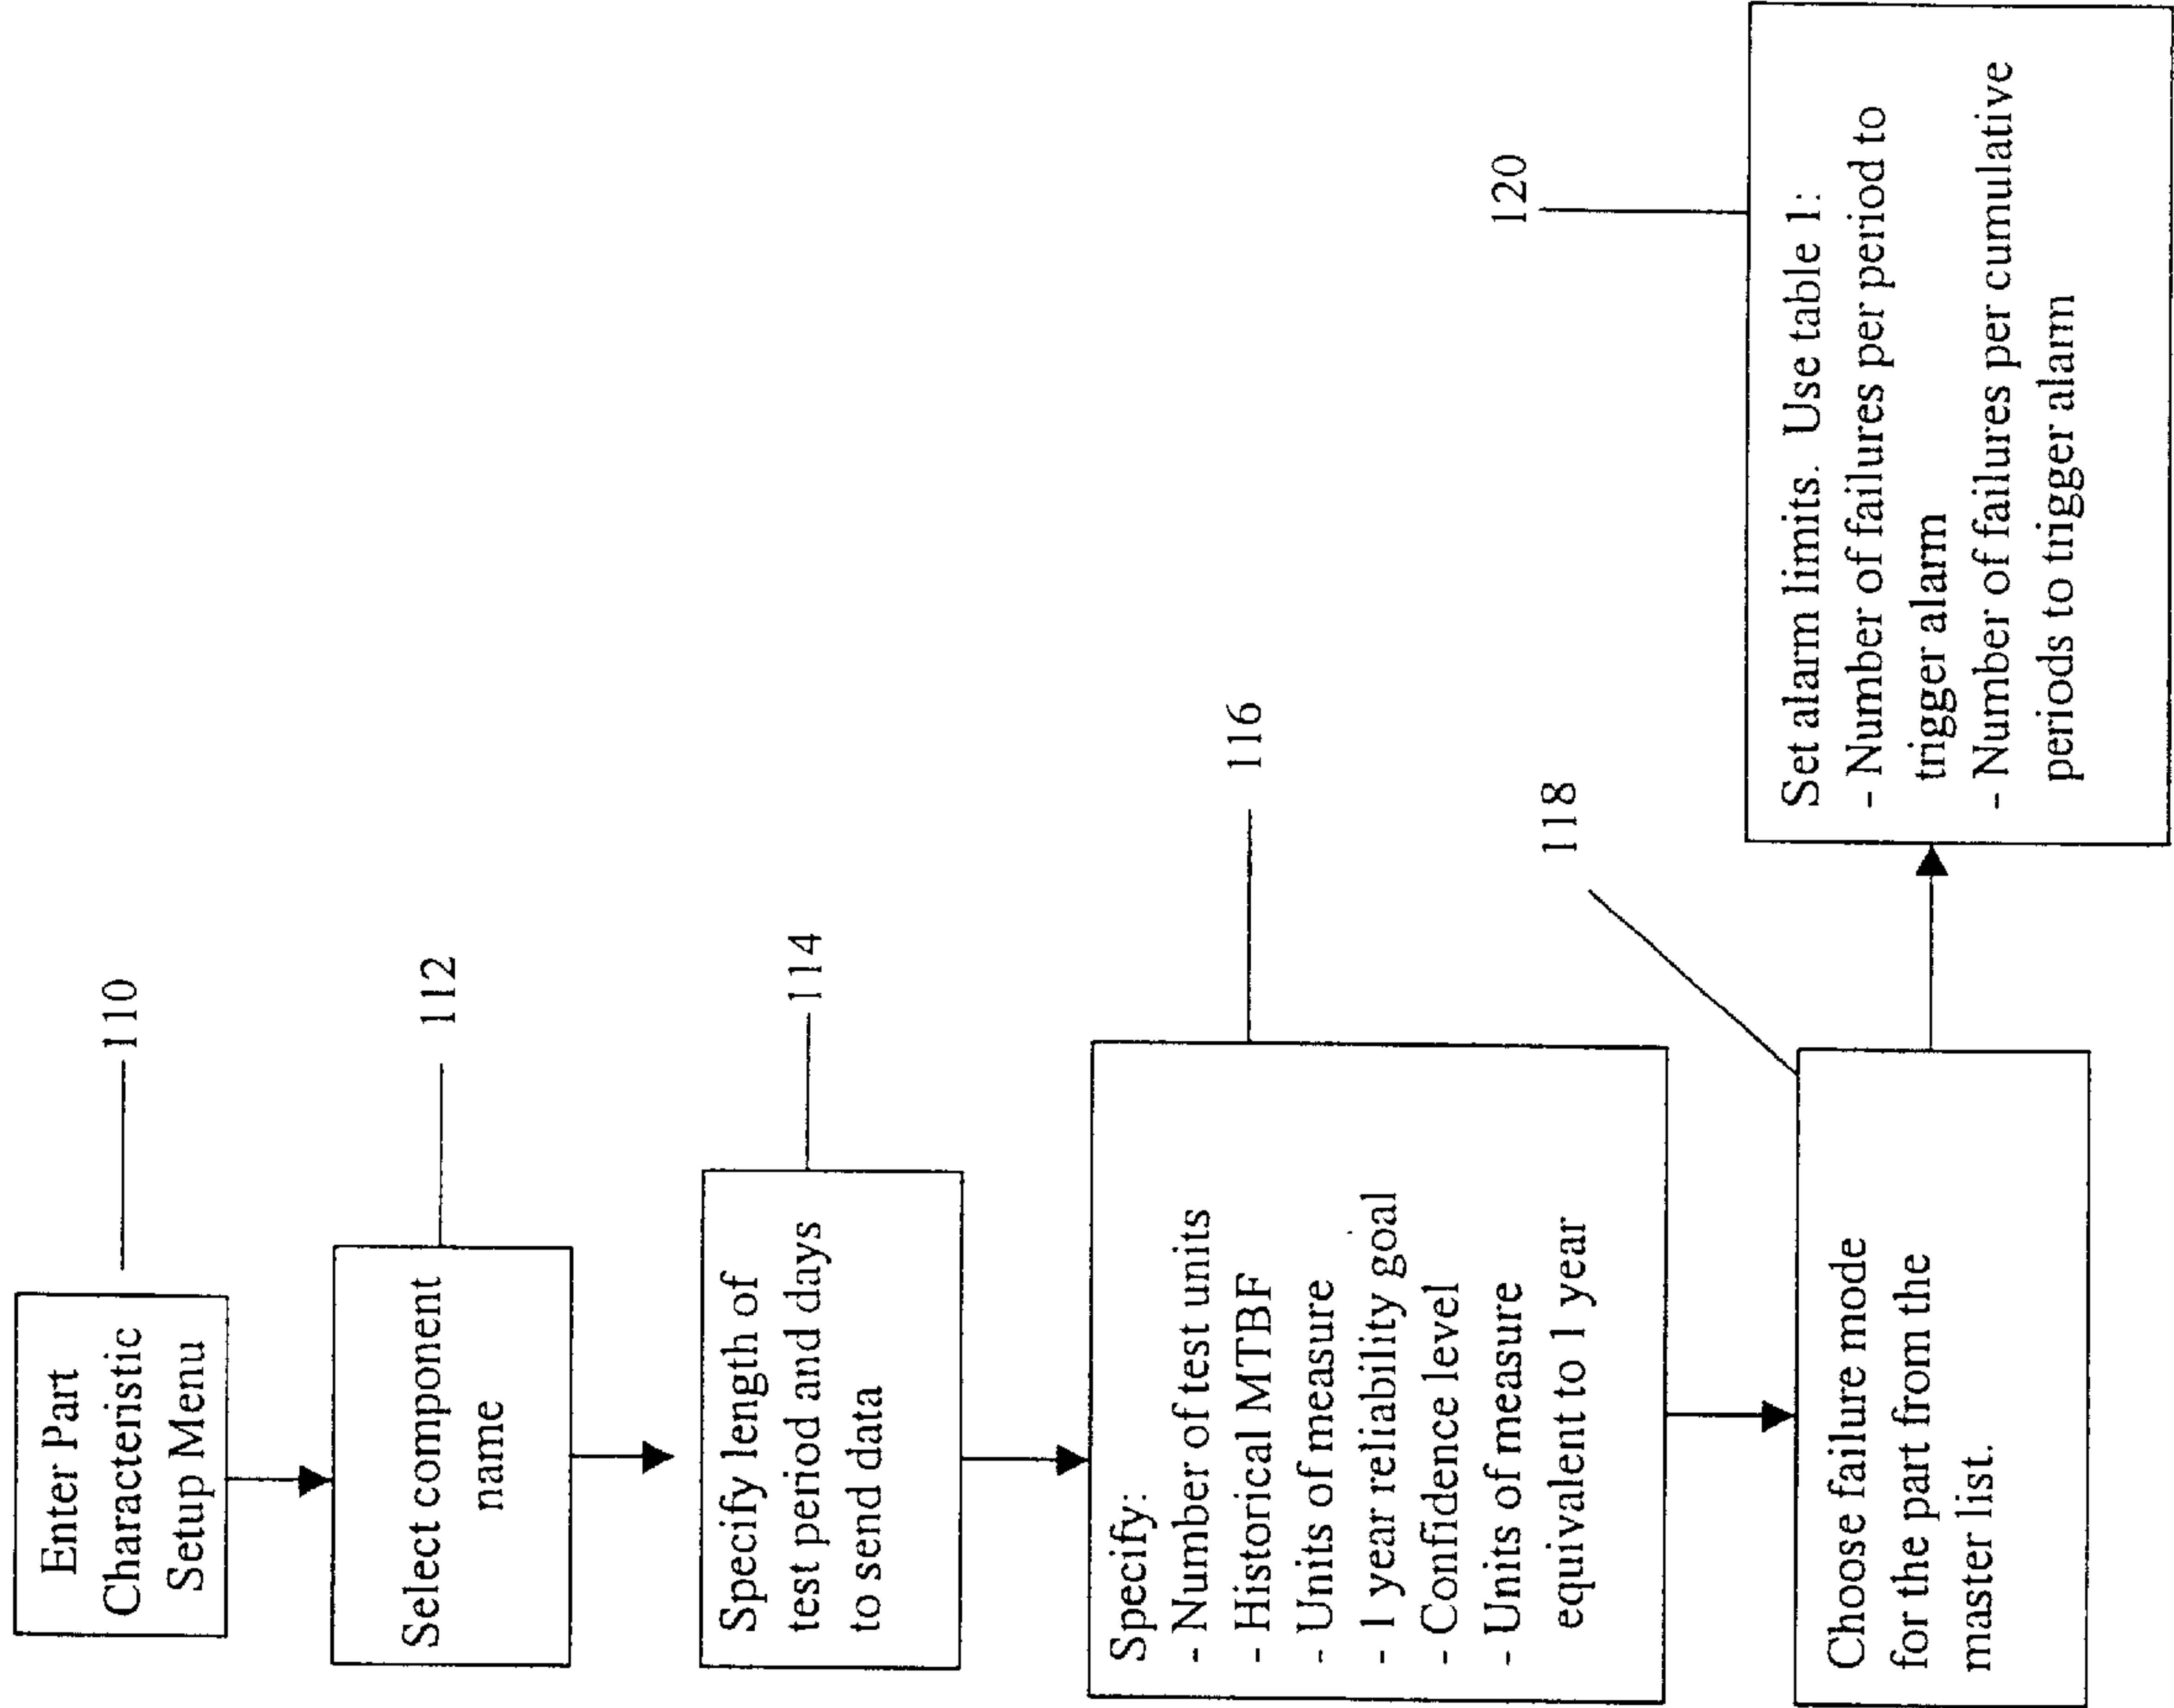 Enter Part
Characteristic
Setup Menu
110
Select component
name
112
Specify length of
test period and days
to send data
114
Specify:
- Number of test units
- Historical MTBF
- Units of measure
- 1 year reliability goal
- Confidence level
- Units of measure
equivalent to 1 year
116
Choose failure mode
for the part from the
master list.
118
Set alarm limits. Use table 1:
- Number of failures per period to
trigger alarm
- Number of failures per cumulative
periods to trigger alarm
120